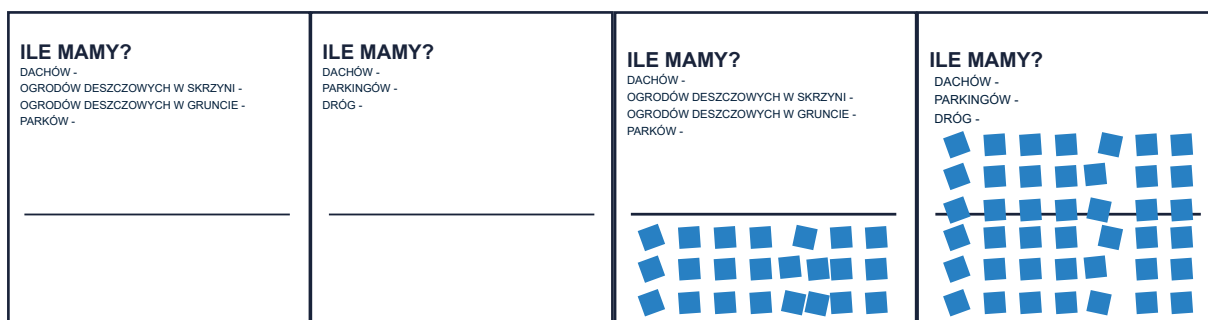 ILE MAMY?
DACHÓW -
OGRODÓW DESZCZOWYCH W SKRZYNI -
OGRODÓW DESZCZOWYCH W GRUNCIE -
PARKÓW -
ILE MAMY?
DACHÓW -
PARKINGÓW -
DRÓG -
ILE MAMY?
DACHÓW -
OGRODÓW DESZCZOWYCH W SKRZYNI -
OGRODÓW DESZCZOWYCH W GRUNCIE -
PARKÓW -
ILE MAMY?
DACHÓW -
PARKINGÓW -
DRÓG -